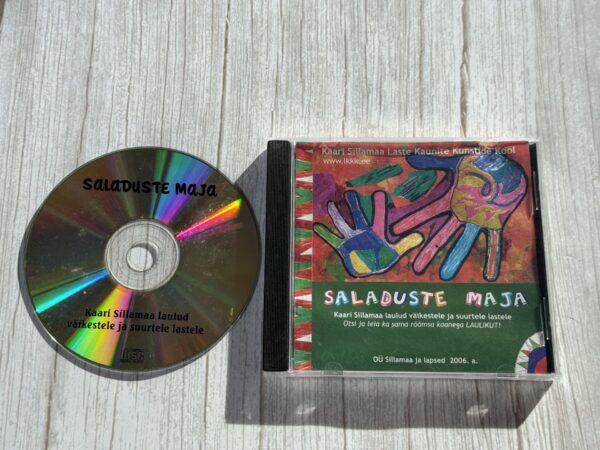 SALADUSTE MAJA
Kaari Sillamaa laulud
väikestele ja suurtele lastele
Kaari Sillamaa Laste Kaunite Kunstide Kool
www.lkkk.ee
SALADUSTE MAJA
Kaari Sillamaa laulud väikestele ja suurtele lastele
Otsi ja leia ka sama rõõmsa kaanega LAULIKUT!
OÜ Sillamaa ja lapsed 2006. a.